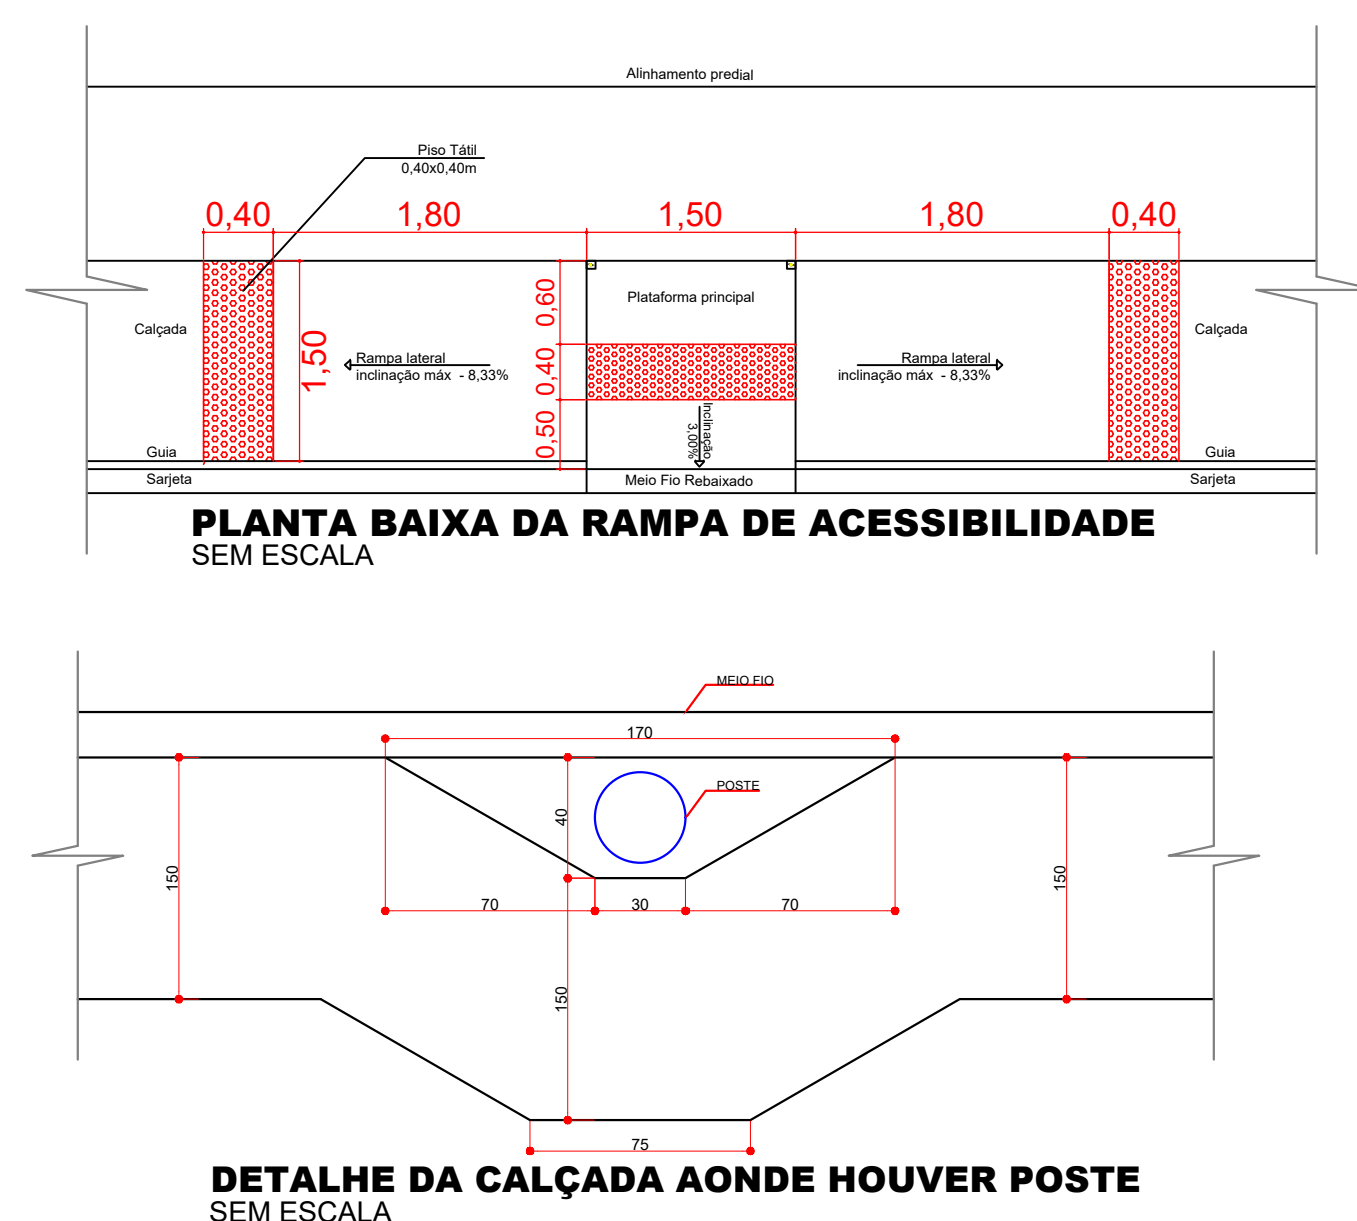 Alinhamento predial
Piso Tátil
0,40x0,40m
0,40
1,80
1,50
1,80
0,40
Plataforma principal
0,60
Calçada
Calçada
1,50
Rampa lateral
inclinação máx - 8,33%
0,40
Rampa lateral
inclinação máx - 8,33%
0,50
Inclinação
3,00%
Guia
Guia
Sarjeta
Meio Fio Rebaixado
Sarjeta
PLANTA BAIXA DA RAMPA DE ACESSIBILIDADE
SEM ESCALA
MEIO FIO
170
POSTE
40
150
150
70
30
70
150
75
DETALHE DA CALÇADA AONDE HOUVER POSTE
SEM ESCALA